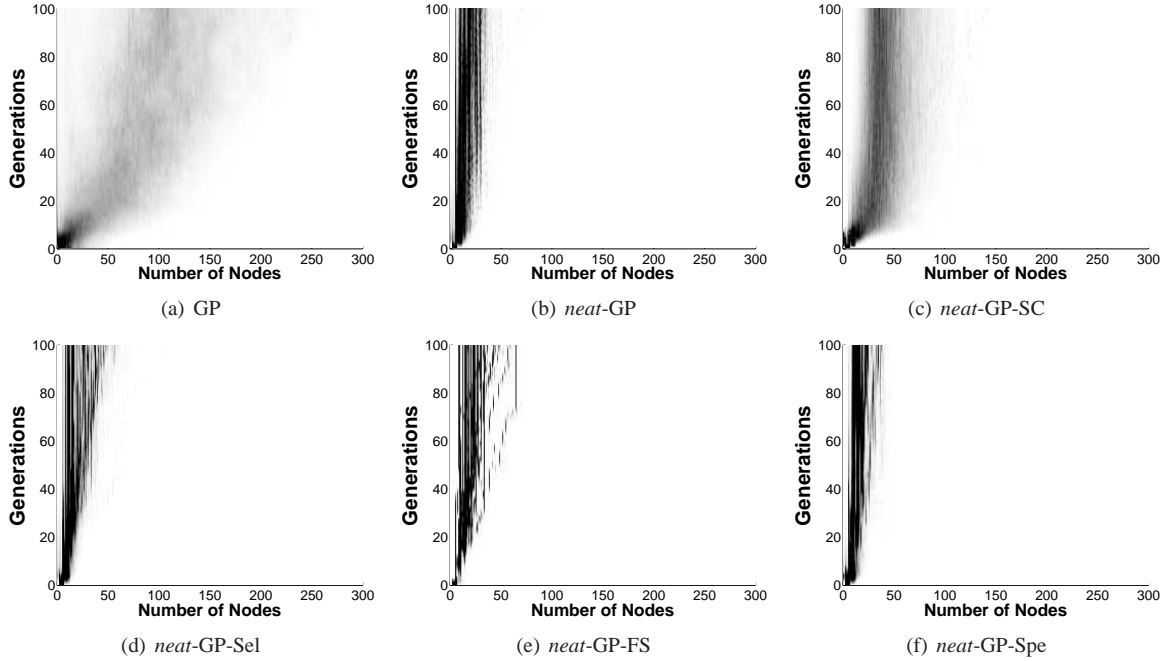 100
80
60
40
20
0
Generations
0 50 100 150 200 250 300
Number of Nodes
(a) GP
100
80
60
40
20
0
Generations
0 50 100 150 200 250 300
Number of Nodes
(b) neat-GP
100
80
60
40
20
0
Generations
0 50 100 150 200 250 300
Number of Nodes
(c) neat-GP-SC
100
80
60
40
20
0
Generations
0 50 100 150 200 250 300
Number of Nodes
(d) neat-GP-Sel
100
80
60
40
20
0
Generations
0 50 100 150 200 250 300
Number of Nodes
(e) neat-GP-FS
100
80
60
40
20
0
Generations
0 50 100 150 200 250 300
Number of Nodes
(f) neat-GP-Spe